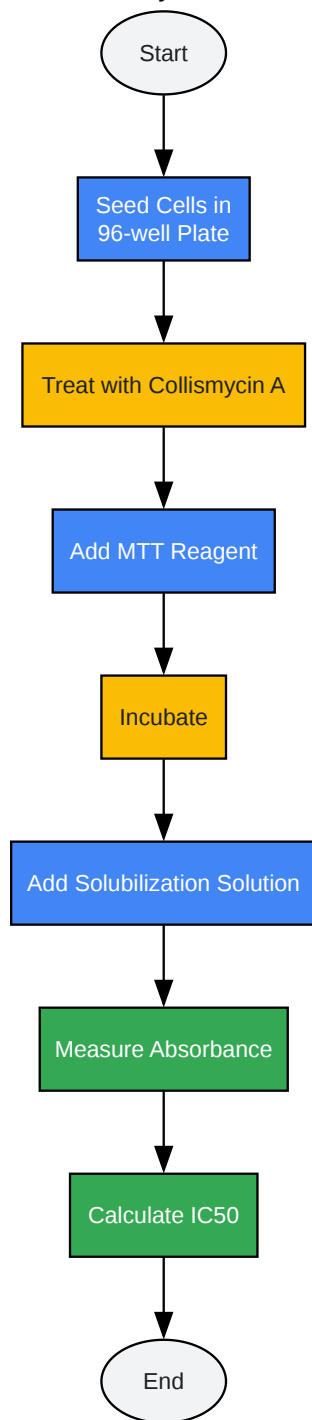 Start
Seed Cells in
96-well Plate
Treat with Collismycin A
Add MTT Reagent
Incubate
Add Solubilization Solution
Measure Absorbance
Calculate IC50
End